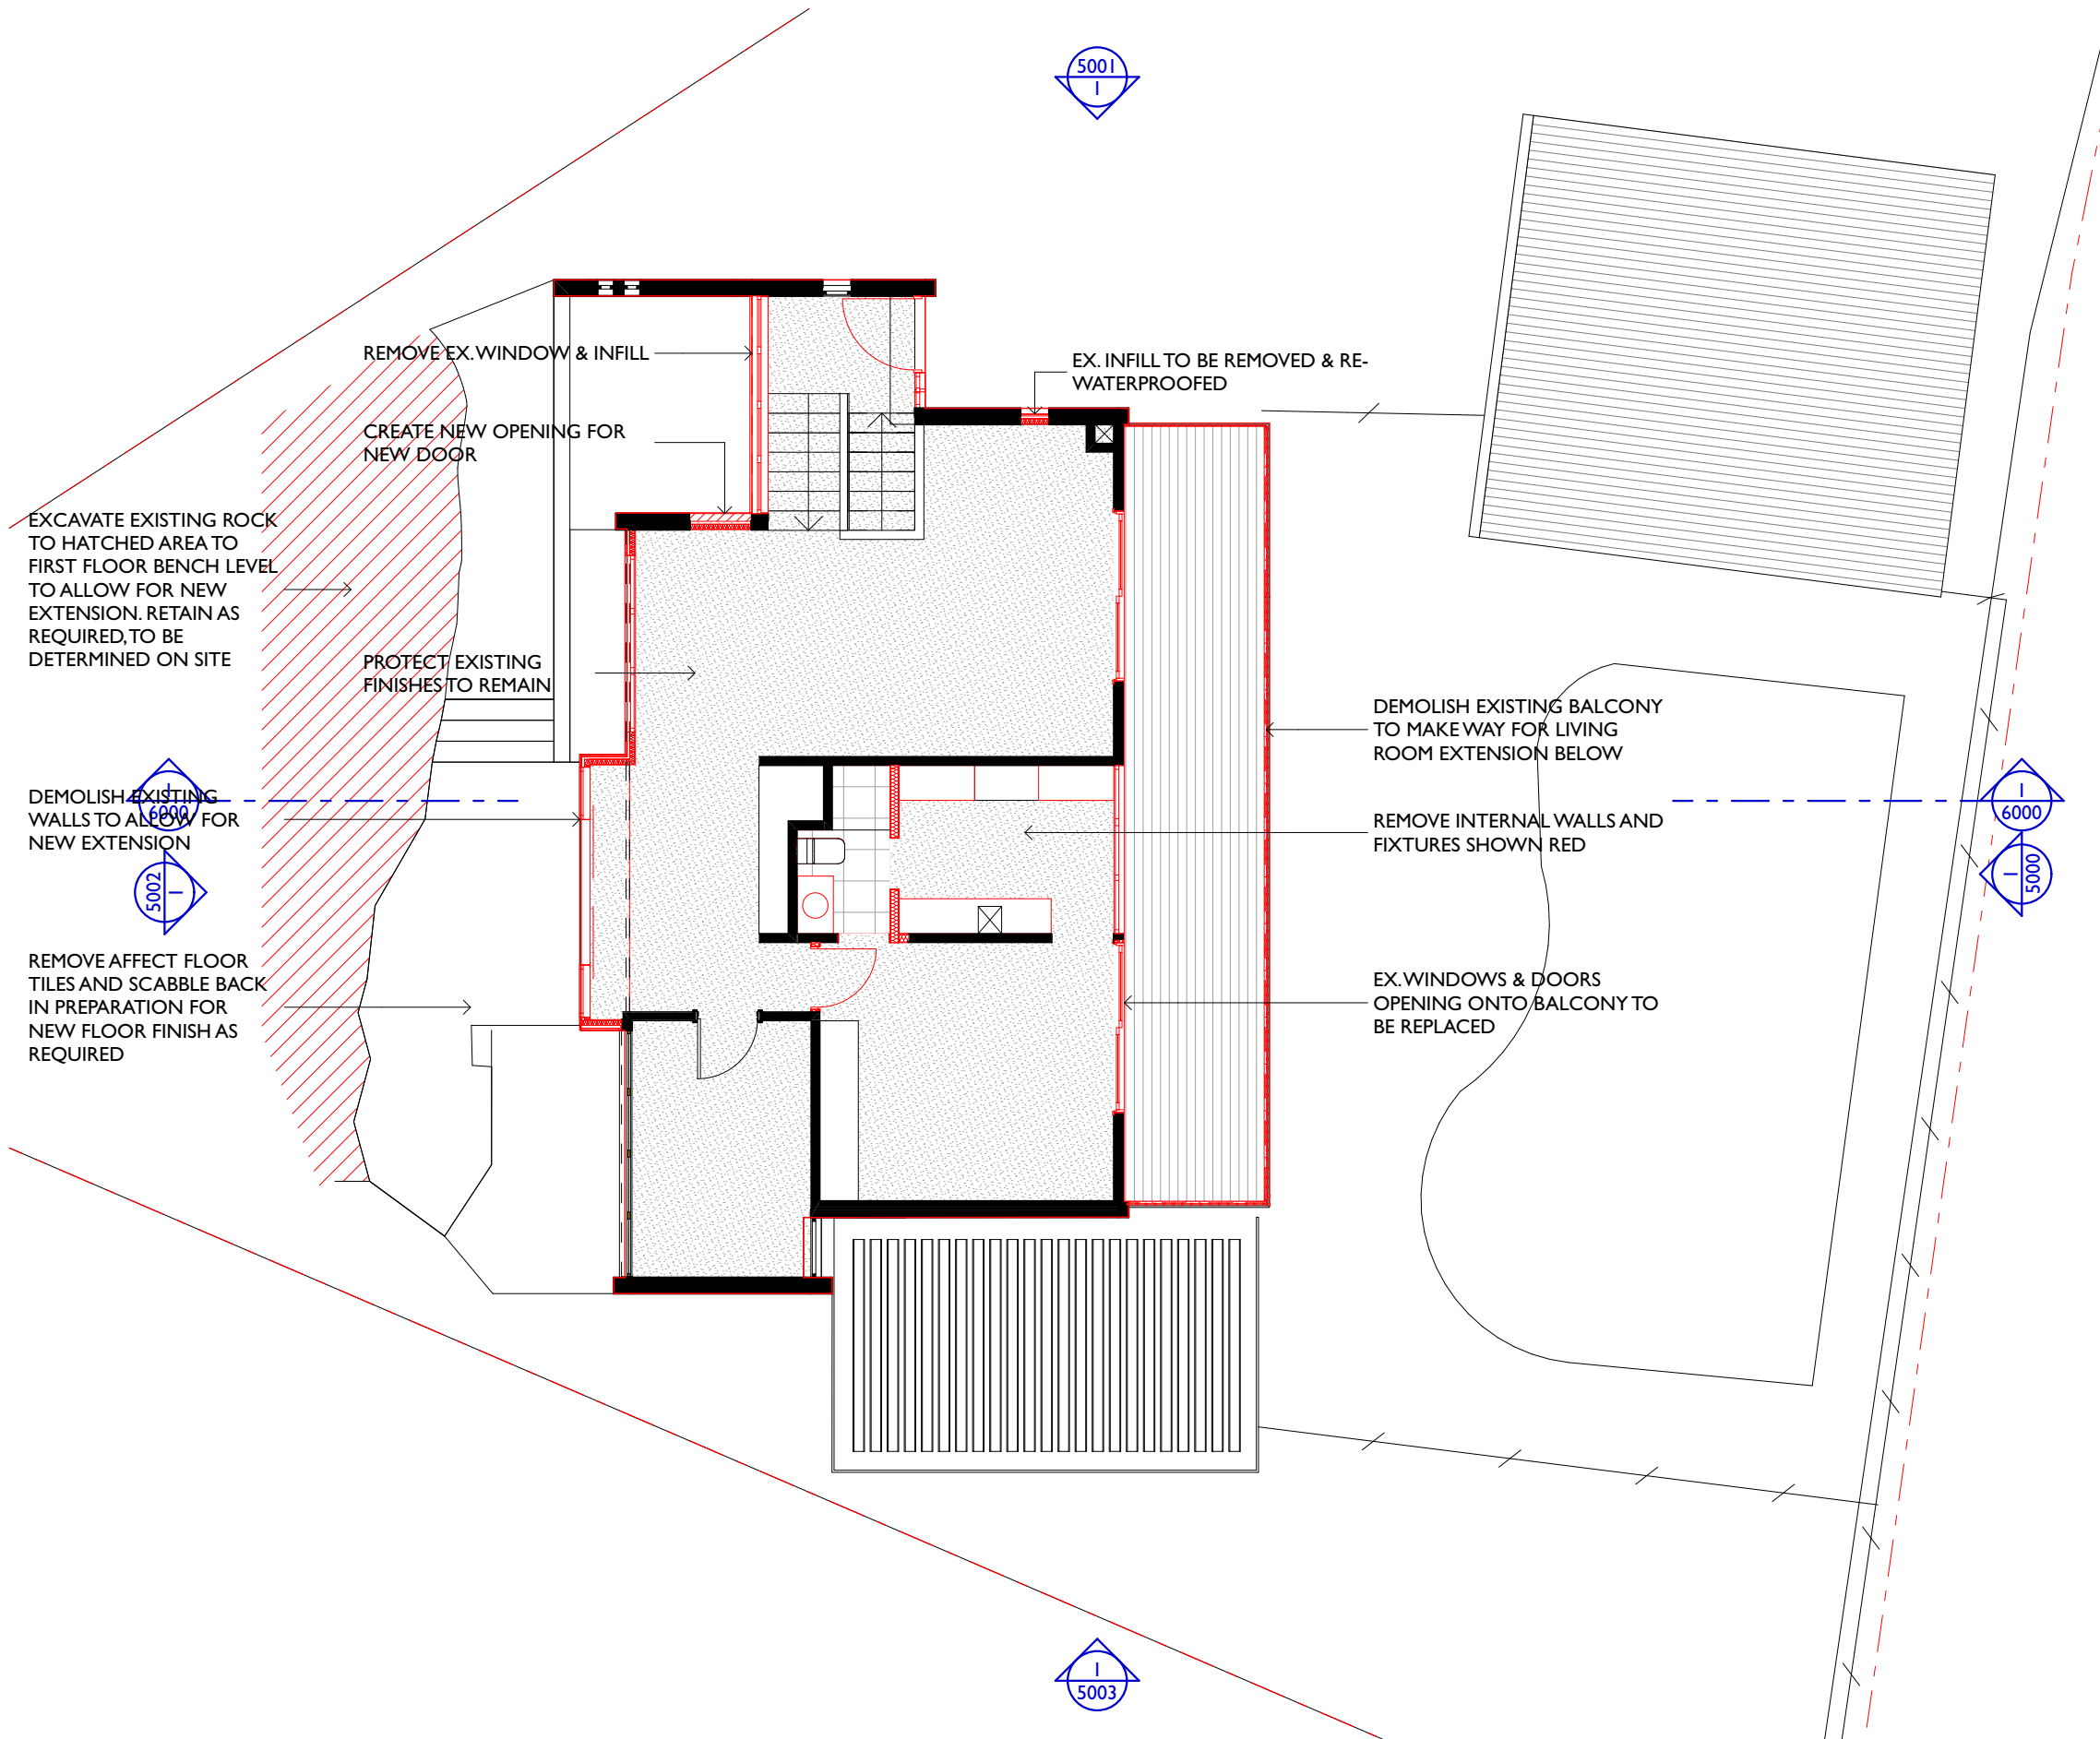 5001
1
REMOVE EX. WINDOW & INFILL
EX. INFILL TO BE REMOVED & RE-
WATERPROOFED
CREATE NEW OPENING FOR
NEW DOOR
EXCAVATE EXISTING ROCK
TO HATCHED AREA TO
FIRST FLOOR BENCH LEVEL
TO ALLOW FOR NEW
EXTENSION. RETAIN AS
REQUIRED, TO BE
DETERMINED ON SITE
PROTECT EXISTING
FINISHES TO REMAIN
DEMOLISH EXISTING BALCONY
TO MAKE WAY FOR LIVING
ROOM EXTENSION BELOW
1
6000
DEMOLISH EXISTING
WALLS TO ALLOW FOR
NEW EXTENSION
1
6000
REMOVE INTERNAL WALLS AND
FIXTURES SHOWN RED
5002
1
1
5000
REMOVE AFFECT FLOOR
TILES AND SCABBLE BACK
IN PREPARATION FOR
NEW FLOOR FINISH AS
REQUIRED
EX. WINDOWS & DOORS
OPENING ONTO BALCONY TO
BE REPLACED
1
5003